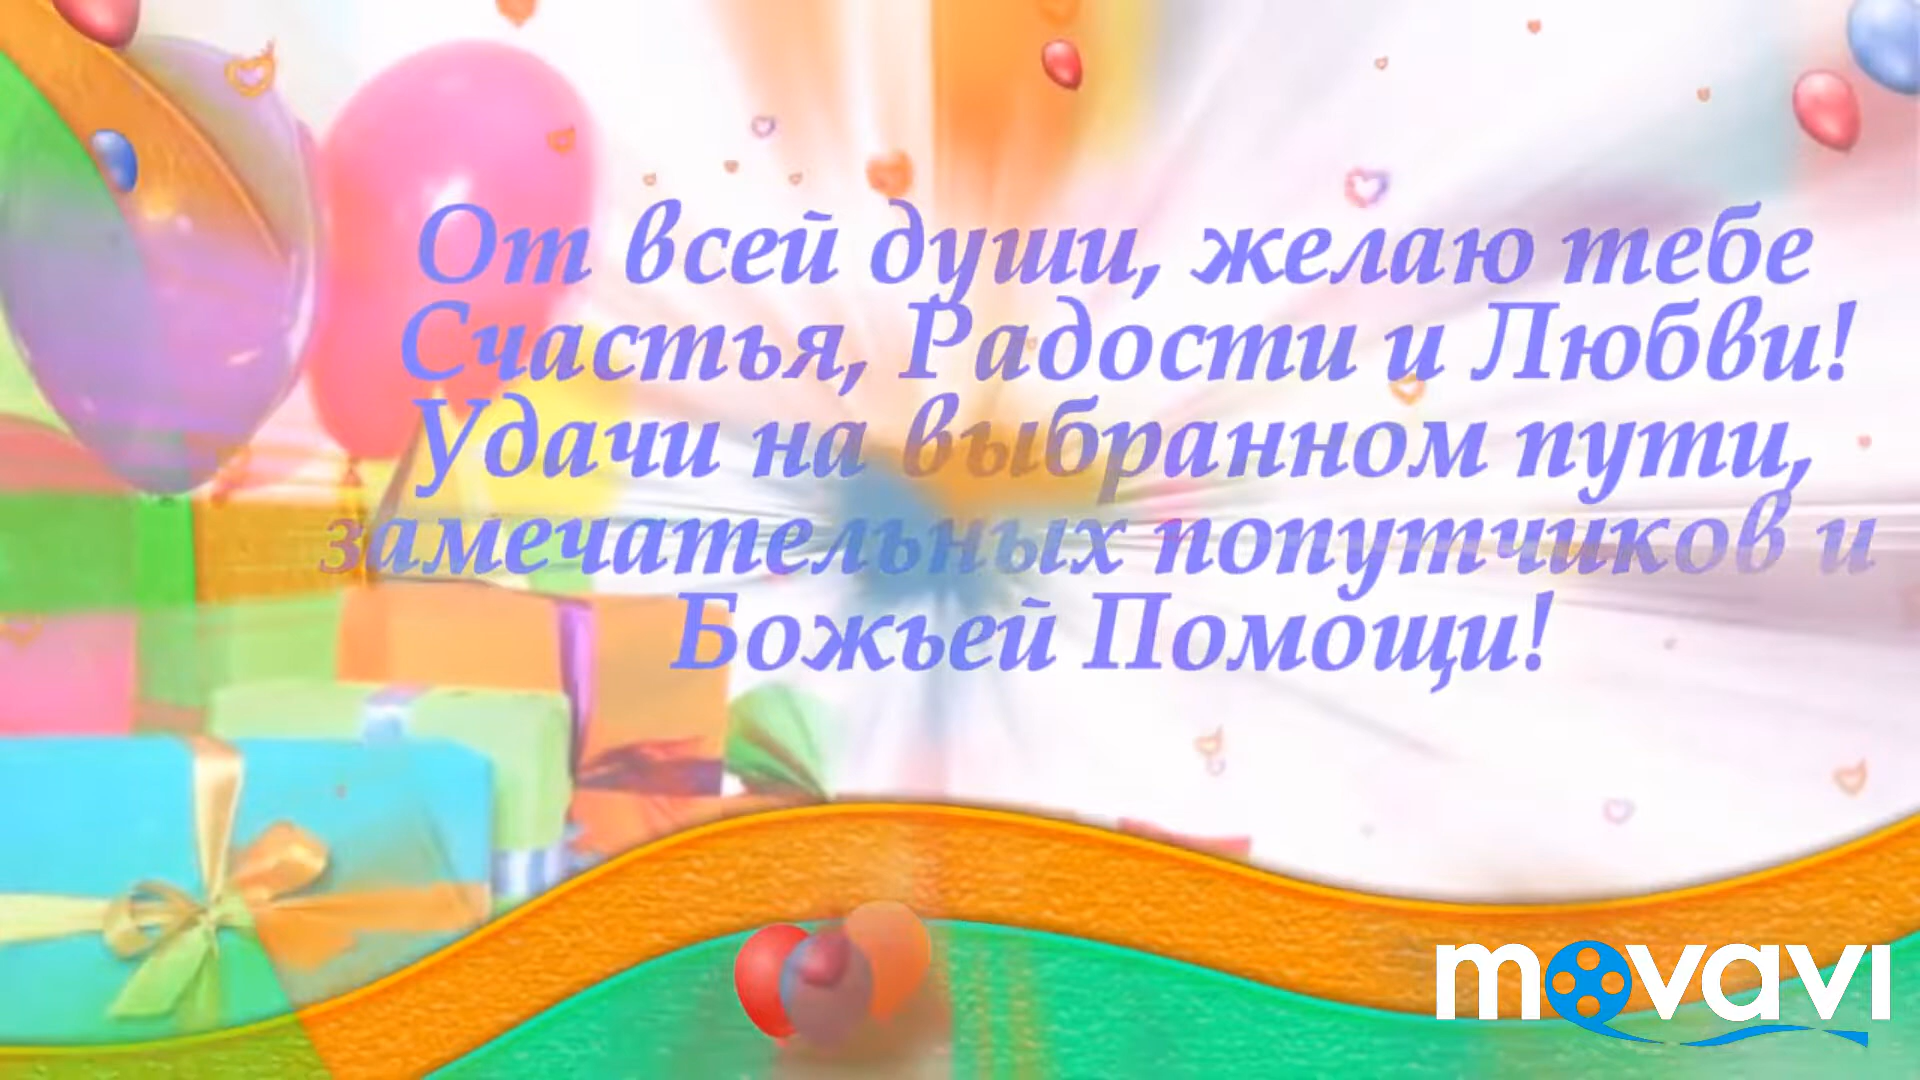 От всей души, желаю тебе
Счастья, Радости и Любви!
Удачи на выбранном пути,
замечательных попутчиков и
Божьей Помощи!
movavi